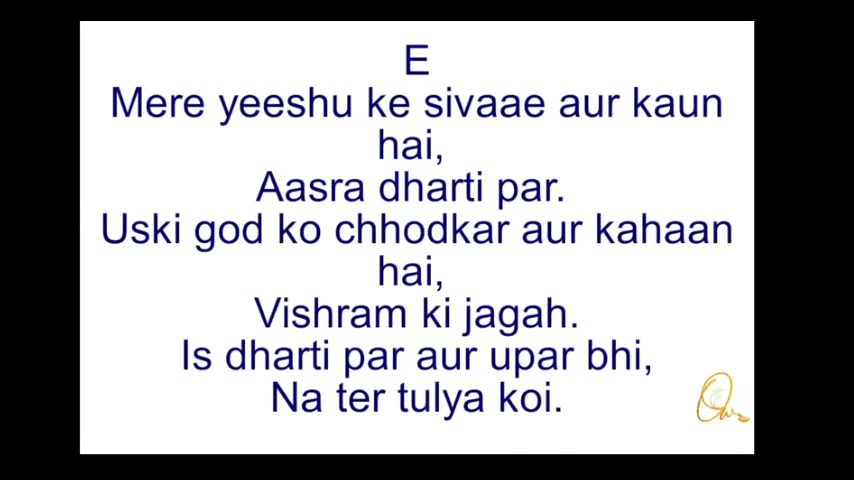 E
Mere yeeshu ke sivaae aur kaun
hai,
Aasra dharti par.
Uski god ko chhodkar aur kahaan
hai,
Vishram ki jagah.
Is dharti par aur upar bhi,
Na ter tulya koi.